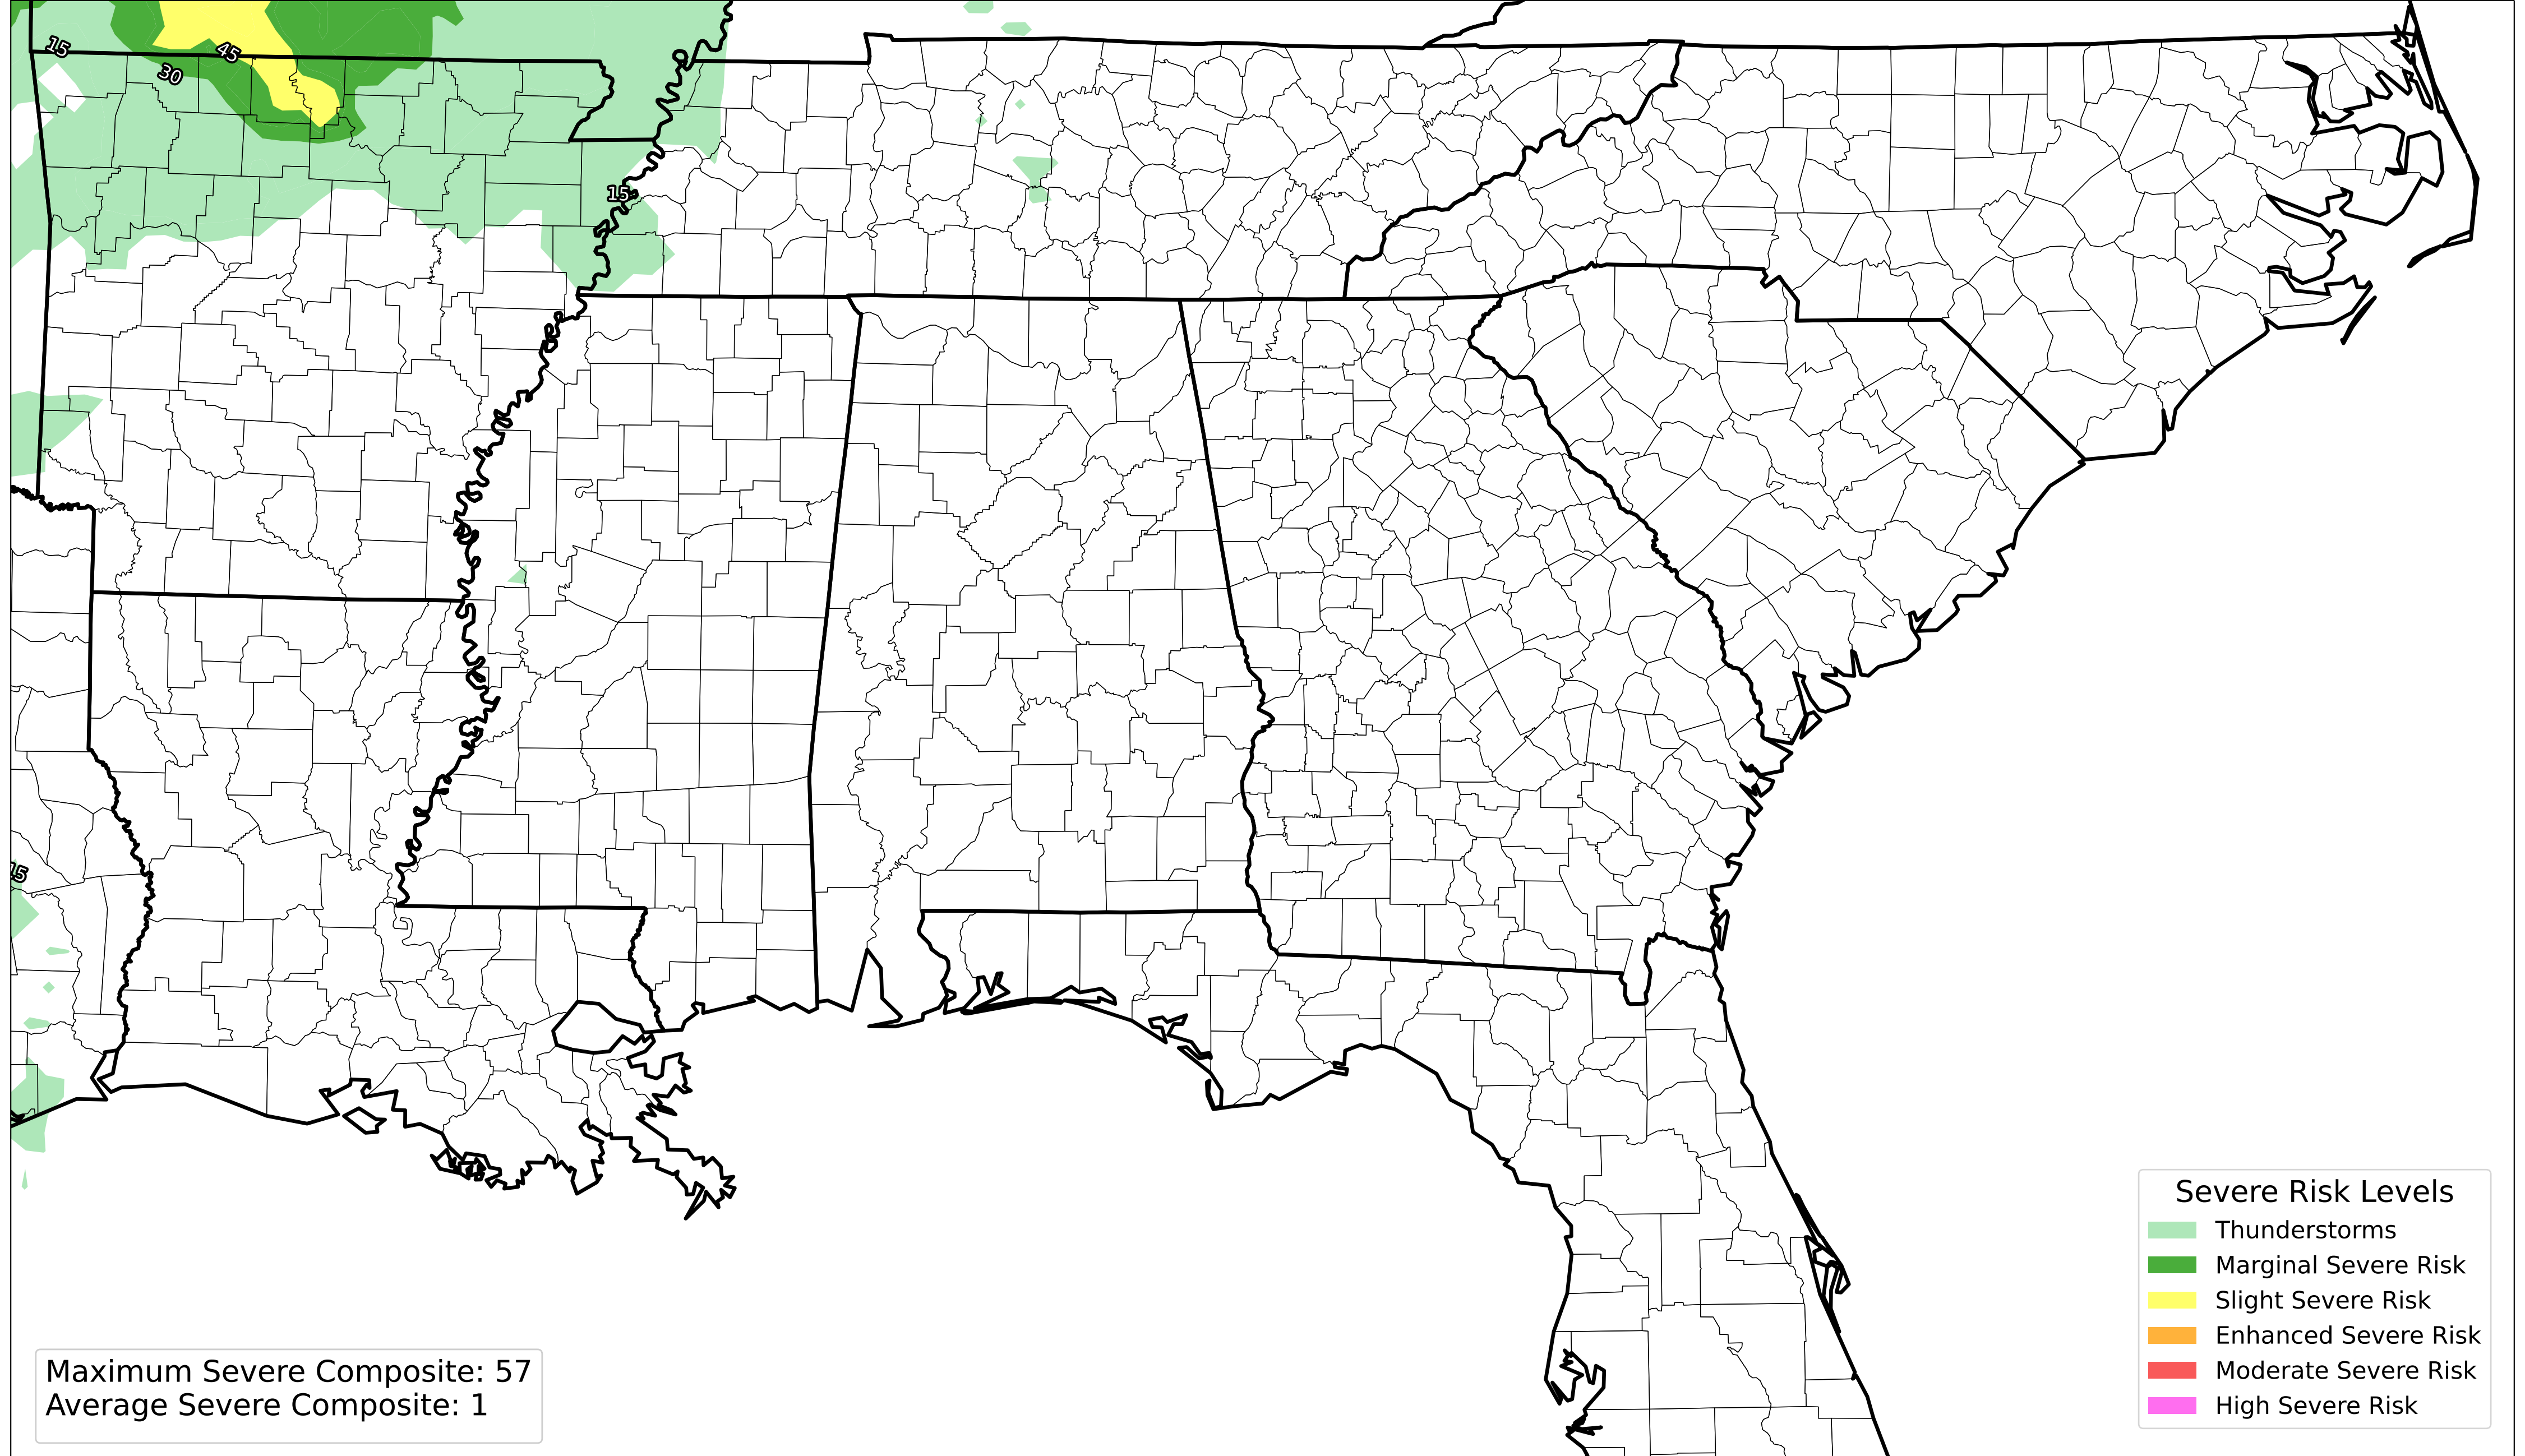 15
45
30
15
15
Severe Risk Levels
Thunderstorms
Marginal Severe Risk
Slight Severe Risk
Enhanced Severe Risk
Moderate Severe Risk
High Severe Risk
Maximum Severe Composite: 57
Average Severe Composite: 1